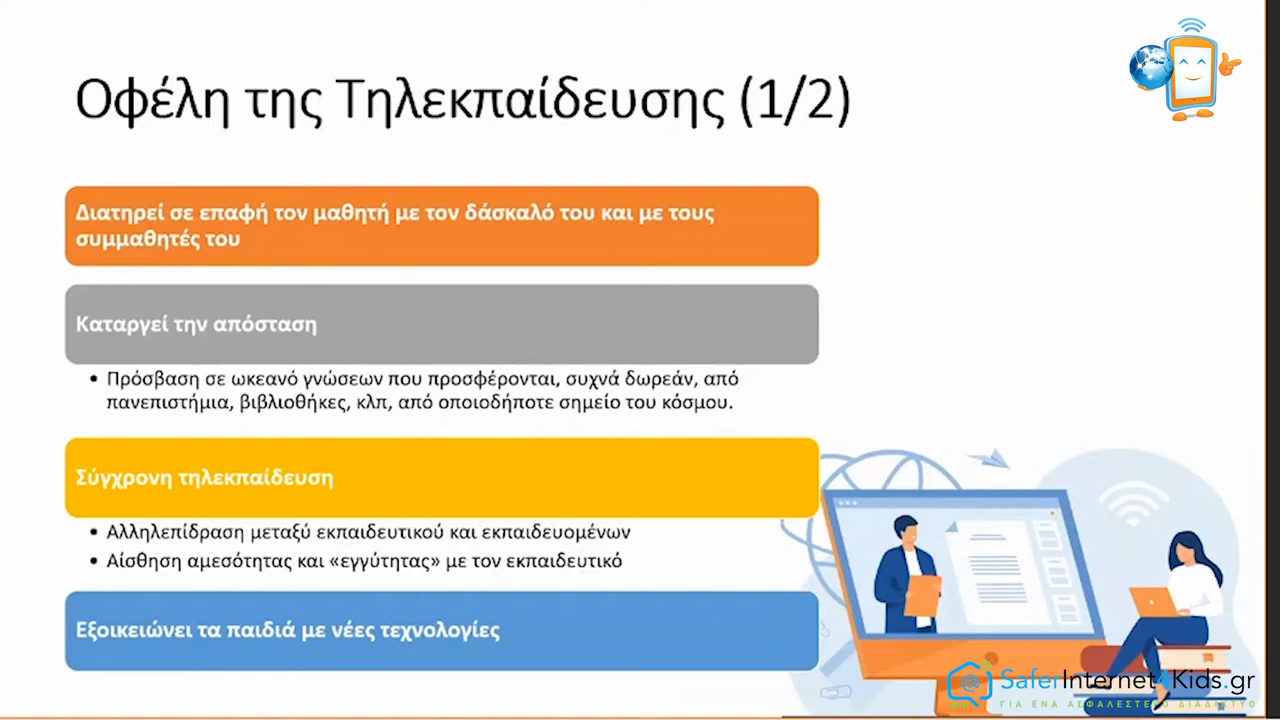 Οφέλη της Τηλεκπαίδευσης (1/2)
Διατηρεί σε επαφή τον μαθητή με τον δάσκαλό του και με τους
συμμαθητές του
Καταργεί την απόσταση
• Πρόσβαση σε ωκεανό γνώσεων που προσφέρονται, συχνά δωρεάν, από
πανεπιστήμια, βιβλιοθήκες, κλπ, από οποιοδήποτε σημείο του κόσμου.
Σύγχρονη τηλεκπαίδευση
• Αλληλεπίδραση μεταξύ εκπαιδευτικού και εκπαιδευομένων
• Αίσθηση αμεσότητας και «εγγύτητας» με τον εκπαιδευτικό
Εξοικειώνει τα παιδιά με νέες τεχνολογίες
@ SaferInternet4Kids.gr
ΓΙΑ ΕΝΑ ΑΣΦΑΛΕΣΤΕΡΟ ΔΙΑΔΙΚΤΥΟ